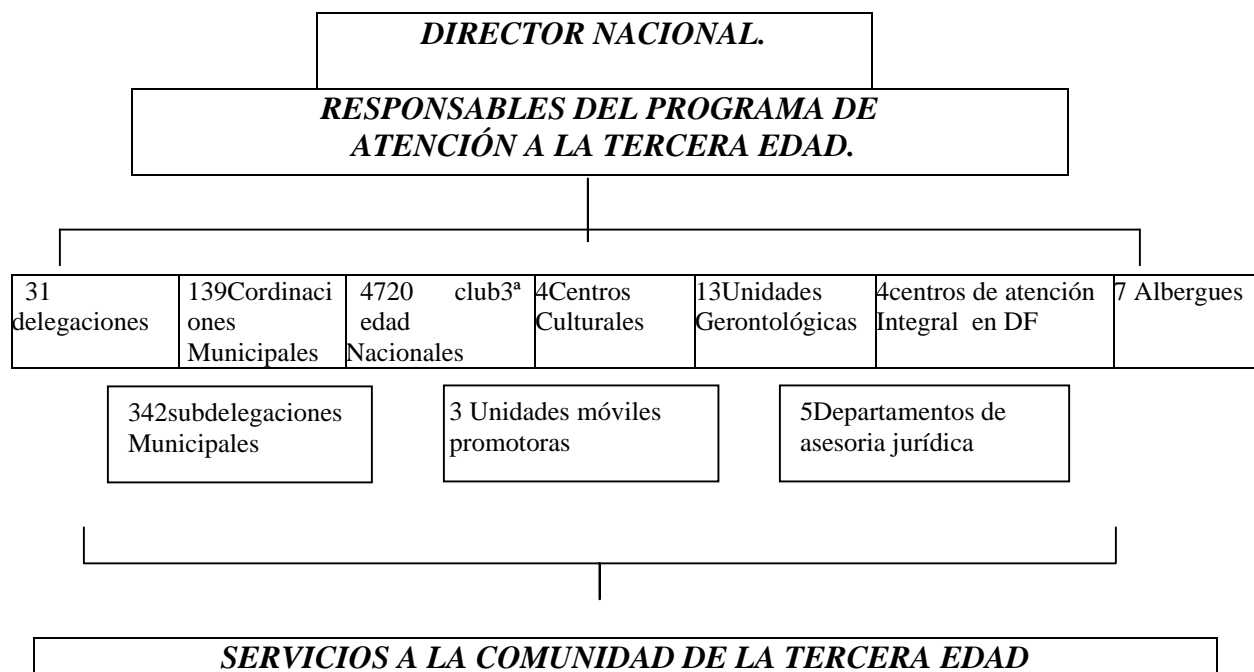 DIRECTOR NACIONAL.
RESPONSABLES DEL PROGRAMA DE
ATENCIÓN A LA TERCERA EDAD.
31
delegaciones
139Cordinaci
ones
Municipales
4720 club3ª
edad
Nacionales
4Centros
Culturales
13Unidades
Gerontológicas
4centros de atención
Integral en DF
7 Albergues
342subdelegaciones
Municipales
3 Unidades móviles
promotoras
5Departamentos de
asesoria jurídica
SERVICIOS A LA COMUNIDAD DE LA TERCERA EDAD